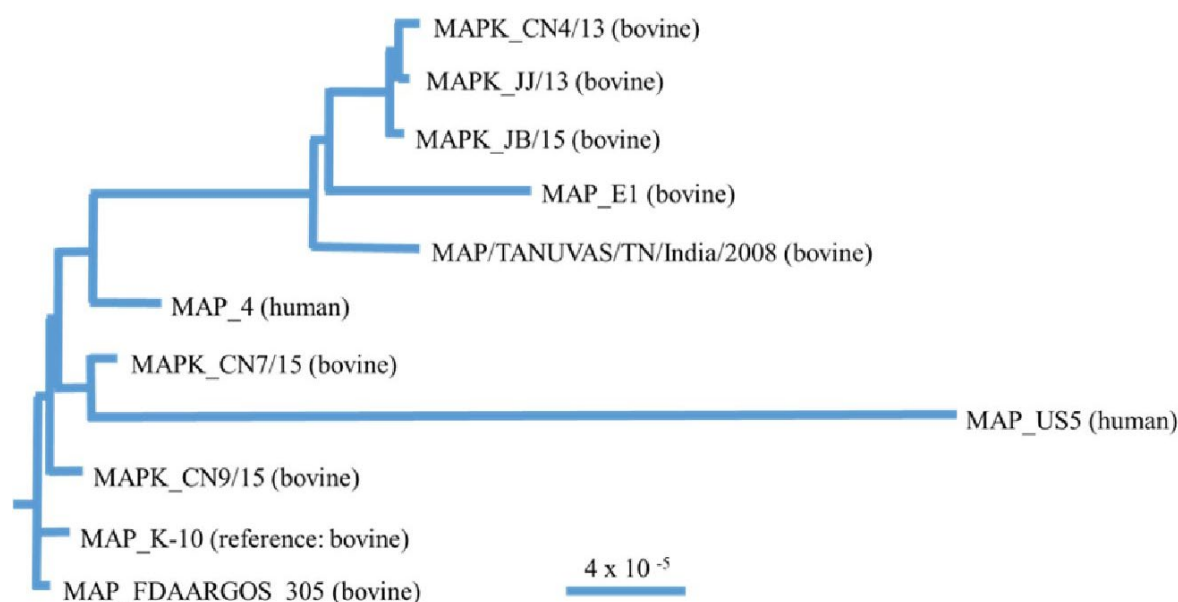 MAPK_CN4/13 (bovine)
MAPK_JJ/13 (bovine)
MAPK_JB/15 (bovine)
MAP_E1 (bovine)
MAP/TANUVAS/TN/India/2008 (bovine)
MAP_4 (human)
MAPK_CN7/15 (bovine)
MAP_US5 (human)
MAPK_CN9/15 (bovine)
MAP_K-10 (reference: bovine)
4 x 10 -5
MAP_FDAARGOS_305 (bovine)